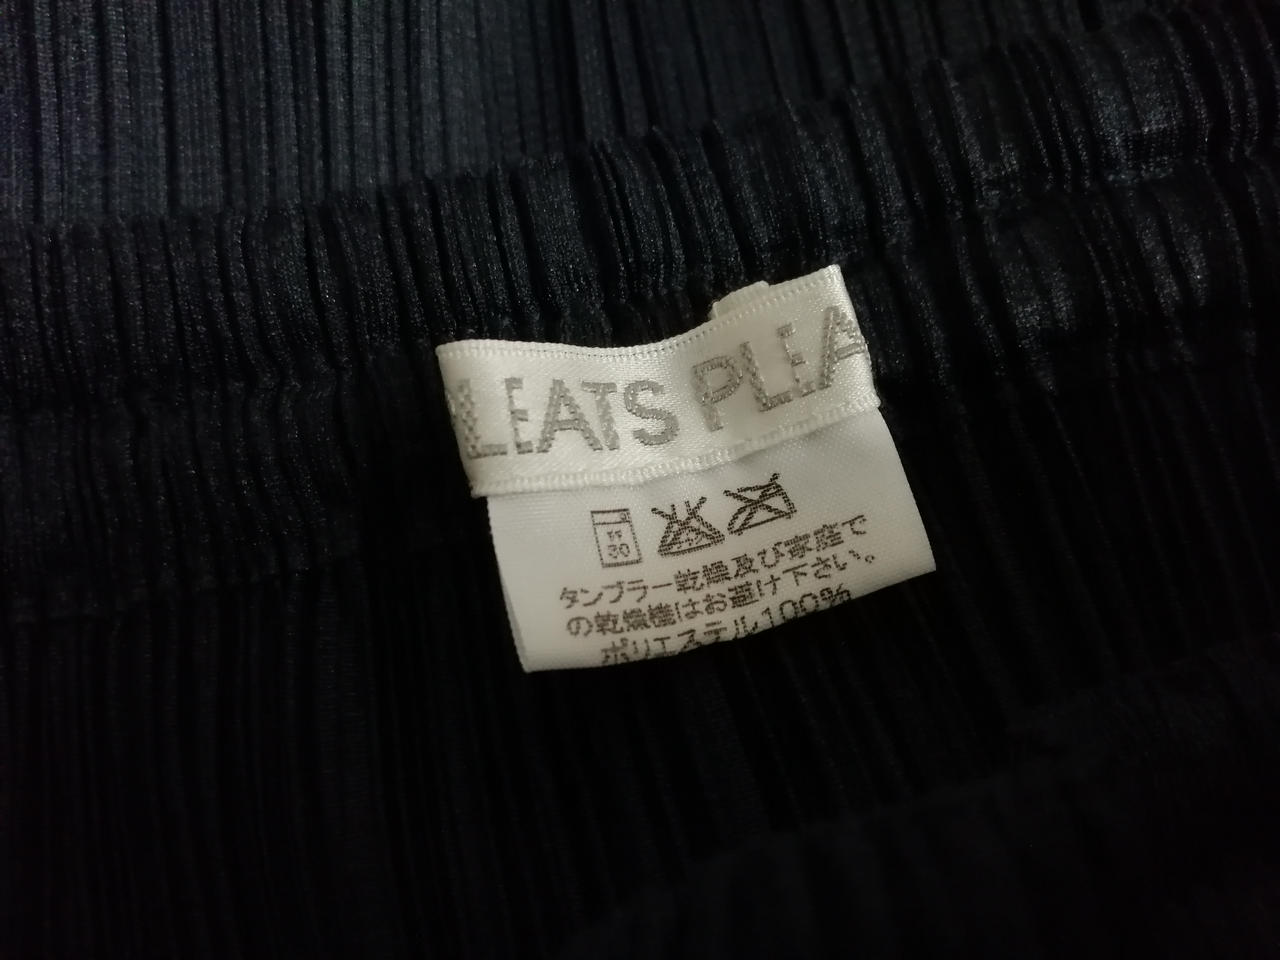 LEATS PLEA
30
タンブラー乾燥及び家庭で
の乾燥機はお避け下さい。
ポリエステル100%